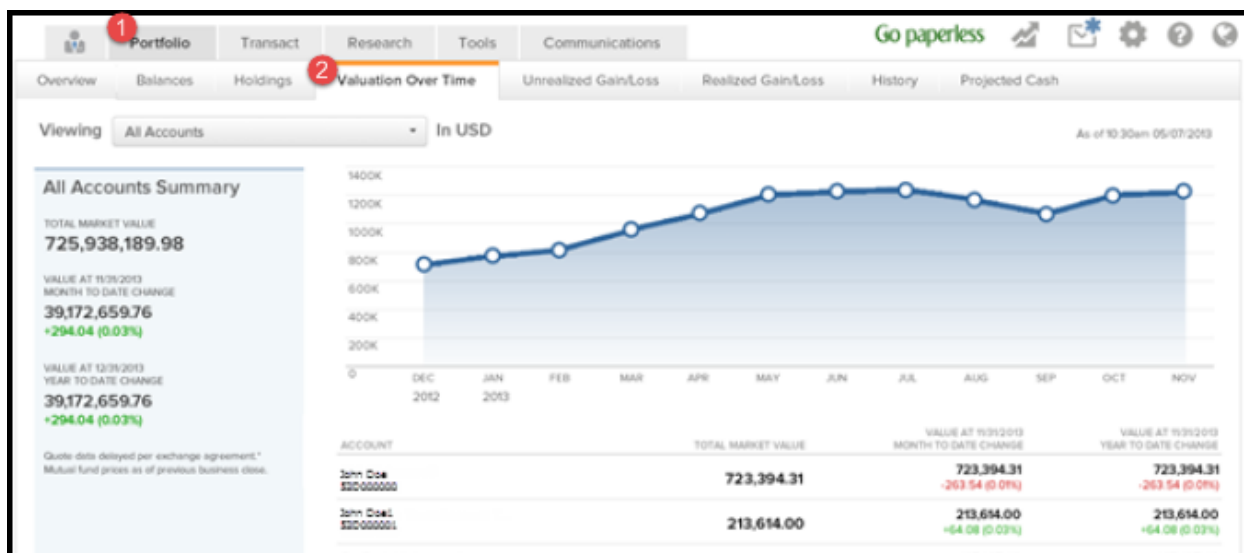 1
Portfolio Transact Research Tools Communications Go paperless
2
Overview Balances Holdings Valuation Over Time Unrealized Gain/Loss Realized Gain/Loss History Projected Cash
Viewing All Accounts In USD
As of 10:30am 05/07/2013
All Accounts Summary
TOTAL MARKET VALUE
725,938,189.98
VALUE AT 11/31/2013
MONTH TO DATE CHANGE
39,172,659.76
+294.04 (0.03%)
VALUE AT 12/31/2013
YEAR TO DATE CHANGE
39,172,659.76
+294.04 (0.03%)
Quote data delayed per exchange agreement.*
Mutual fund prices as of previous business close.
1400K
1200K
1000K
800K
600K
400K
200K
0
DEC JAN FEB MAR APR MAY JUN JUL AUG SEP OCT NOV
2012 2013
ACCOUNT
TOTAL MARKET VALUE
VALUE AT 11/31/2013
MONTH TO DATE CHANGE
VALUE AT 11/31/2013
YEAR TO DATE CHANGE
John Doe
52D000000
723,394.31
723,394.31
-263.54 (0.01%)
723,394.31
-263.54 (0.01%)
John Doe1
52D000001
213,614.00
213,614.00
+64.08 (0.03%)
213,614.00
+64.08 (0.03%)